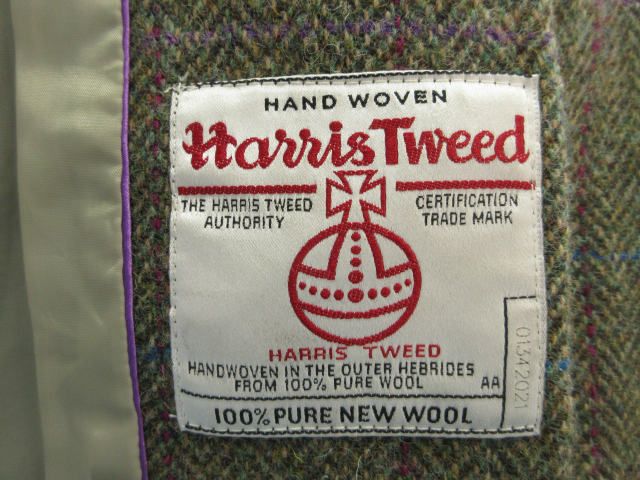 HAND WOVEN
Harris Tweed
THE HARRIS TWEED AUTHORITY
CERTIFICATION TRADE MARK
HARRIS TWEED
HANDWOVEN IN THE OUTER HEBRIDES
FROM 100% PURE WOOL
AA
01342021
100% PURE NEW WOOL